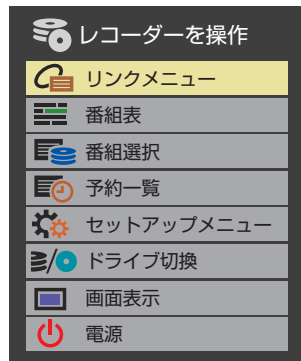 レコーダーを操作
リンクメニュー
番組表
番組選択
予約一覧
セットアップメニュー
ドライブ切換
画面表示
電源